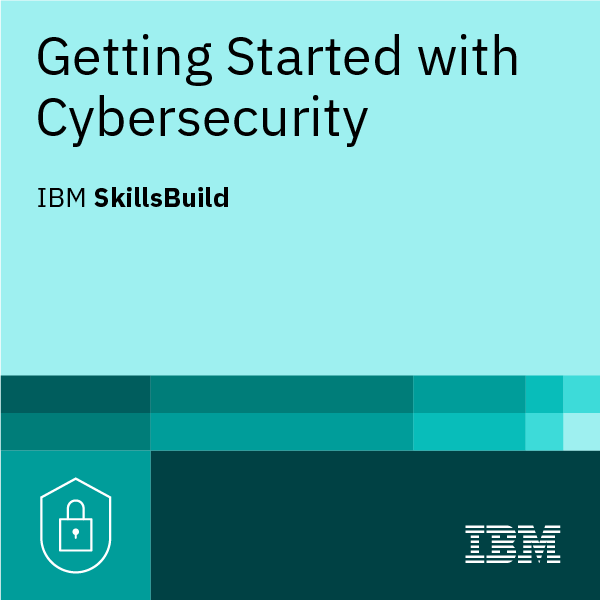 Getting Started with
Cybersecurity
IBM SkillsBuild
IBM